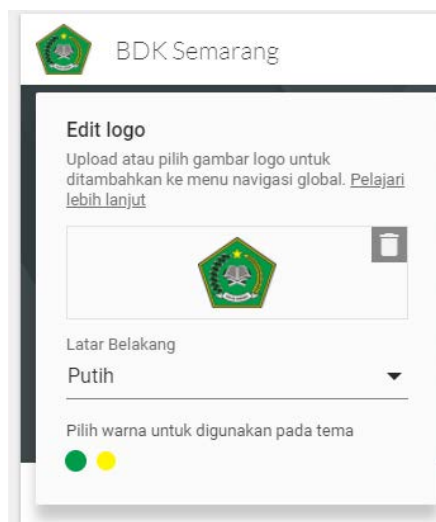 BDK Semarang
Edit logo
Upload atau pilih gambar logo untuk
ditambahkan ke menu navigasi global. Pelajari
lebih lanjut
Latar Belakang
Putih
Pilih warna untuk digunakan pada tema